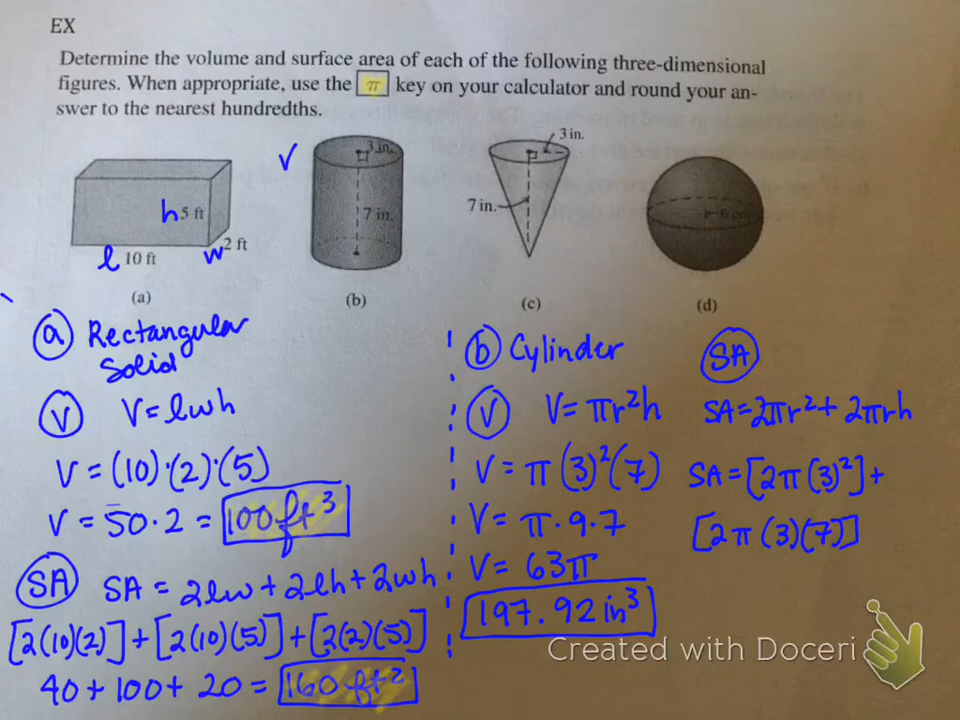 EX
Determine the volume and surface area of each of the following three-dimensional
figures. When appropriate, use the π key on your calculator and round your an-
swer to the nearest hundredths.
h 5 ft
l 10 ft
w 2 ft
(a)
V
3 in.
7 in.
(b)
3 in.
7 in.
(c)
(d)
a Rectangular
Solid
V V = lwh
V = (10)·(2)·(5)
V = 50·2 = 100 ft³
SA SA = 2lw + 2lh + 2wh
[2(10)(2)] + [2(10)(5)] + [2(2)(5)]
40 + 100 + 20 = 160 ft²
b Cylinder
V V = πr²h
V = π(3)²(7)
V = π·9·7
V = 63π
197.92 in³
SA
SA = 2πr² + 2πrh
SA = [2π(3)²] +
[2π(3)(7)]
Created with Doceri